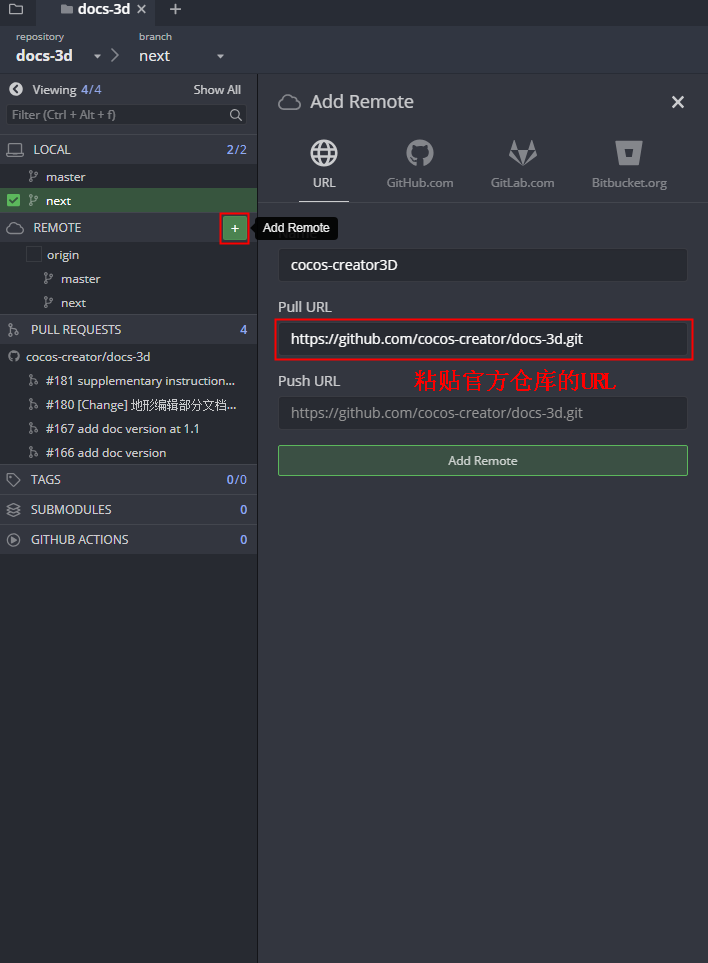 docs-3d
repository
docs-3d
branch
next
Viewing 4/4
Show All
Filter (Ctrl + Alt + f)
LOCAL 2/2
master
next
REMOTE
+
Add Remote
origin
master
next
PULL REQUESTS 4
cocos-creator/docs-3d
#181 supplementary instruction...
#180 [Change] 地形编辑部分文档...
#167 add doc version at 1.1
#166 add doc version
TAGS 0/0
SUBMODULES 0
GITHUB ACTIONS 0
Add Remote
URL
GitHub.com
GitLab.com
Bitbucket.org
cocos-creator3D
Pull URL
https://github.com/cocos-creator/docs-3d.git
Push URL
粘贴官方仓库的URL
https://github.com/cocos-creator/docs-3d.git
Add Remote